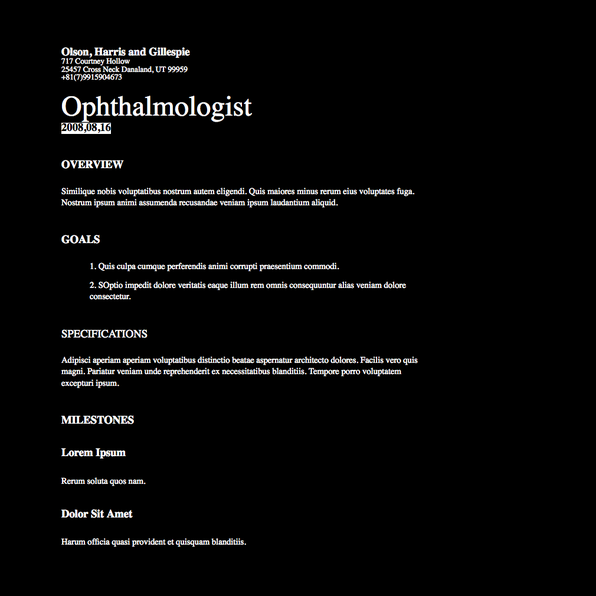 Olson, Harris and Gillespie
717 Courtney Hollow
25457 Cross Neck Danaland, UT 99959
+81(7)9915904673
Ophthalmologist
2008,08,16
OVERVIEW
Similique nobis voluptatibus nostrum autem eligendi. Quis maiores minus rerum eius voluptates fuga.
Nostrum ipsum animi assumenda recusandae veniam ipsum laudantium aliquid.
GOALS
1. Quis culpa cumque perferendis animi corrupti praesentium commodi.
2. SOptio impedit dolore veritatis eaque illum rem omnis consequuntur alias veniam dolore
consectetur.
SPECIFICATIONS
Adipisci aperiam aperiam voluptatibus distinctio beatae aspernatur architecto dolores. Facilis vero quis
magni. Pariatur veniam unde reprehenderit ex necessitatibus blanditiis. Tempore porro voluptatem
excepturi ipsum.
MILESTONES
Lorem Ipsum
Rerum soluta quos nam.
Dolor Sit Amet
Harum officia quasi provident et quisquam blanditiis.